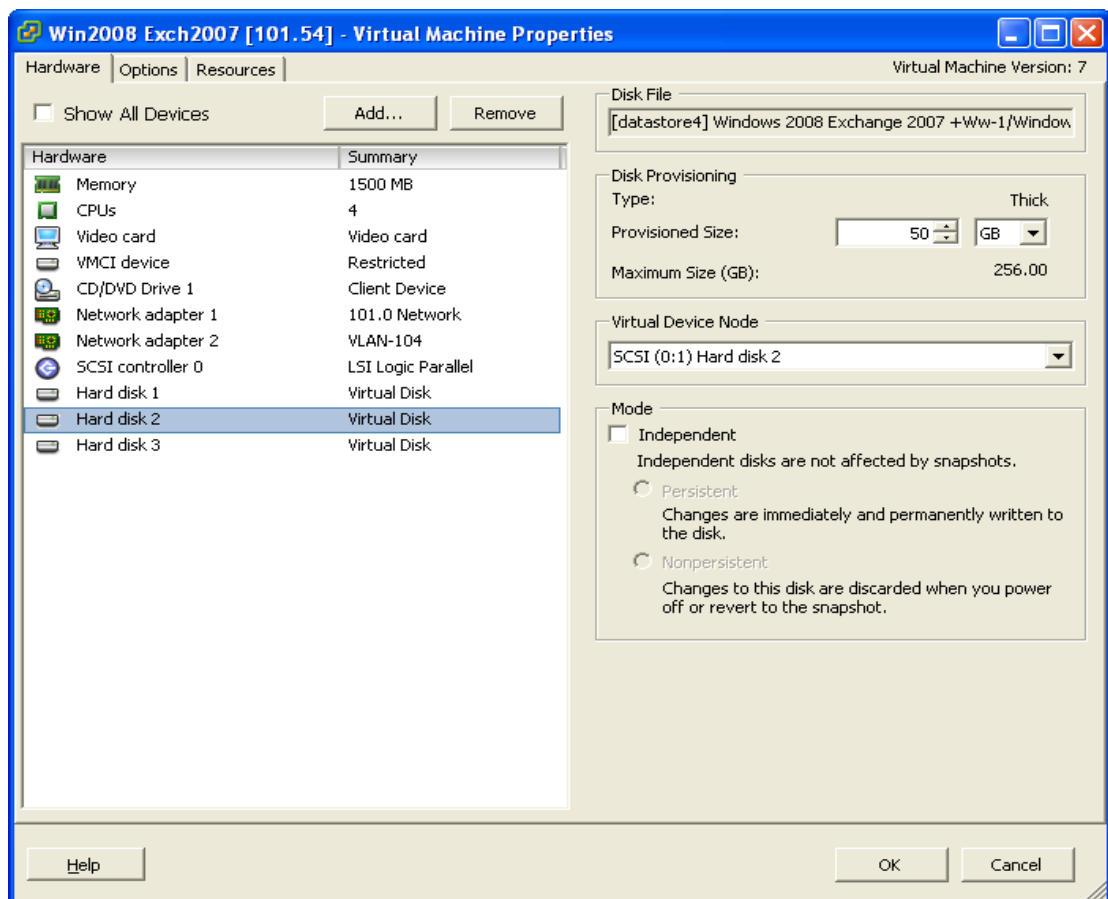 Win2008 Exch2007 [101.54] - Virtual Machine Properties
Hardware Options Resources
Virtual Machine Version: 7
Show All Devices
Add...
Remove
Hardware Summary
Memory 1500 MB
CPUs 4
Video card Video card
VMCI device Restricted
CD/DVD Drive 1 Client Device
Network adapter 1 101.0 Network
Network adapter 2 VLAN-104
SCSI controller 0 LSI Logic Parallel
Hard disk 1 Virtual Disk
Hard disk 2 Virtual Disk
Hard disk 3 Virtual Disk
Disk File
[datastore4] Windows 2008 Exchange 2007 +Ww-1/Window
Disk Provisioning
Type: Thick
Provisioned Size: 50 GB
Maximum Size (GB): 256.00
Virtual Device Node
SCSI (0:1) Hard disk 2
Mode
Independent
Independent disks are not affected by snapshots.
Persistent
Changes are immediately and permanently written to
the disk.
Nonpersistent
Changes to this disk are discarded when you power
off or revert to the snapshot.
Help
OK
Cancel